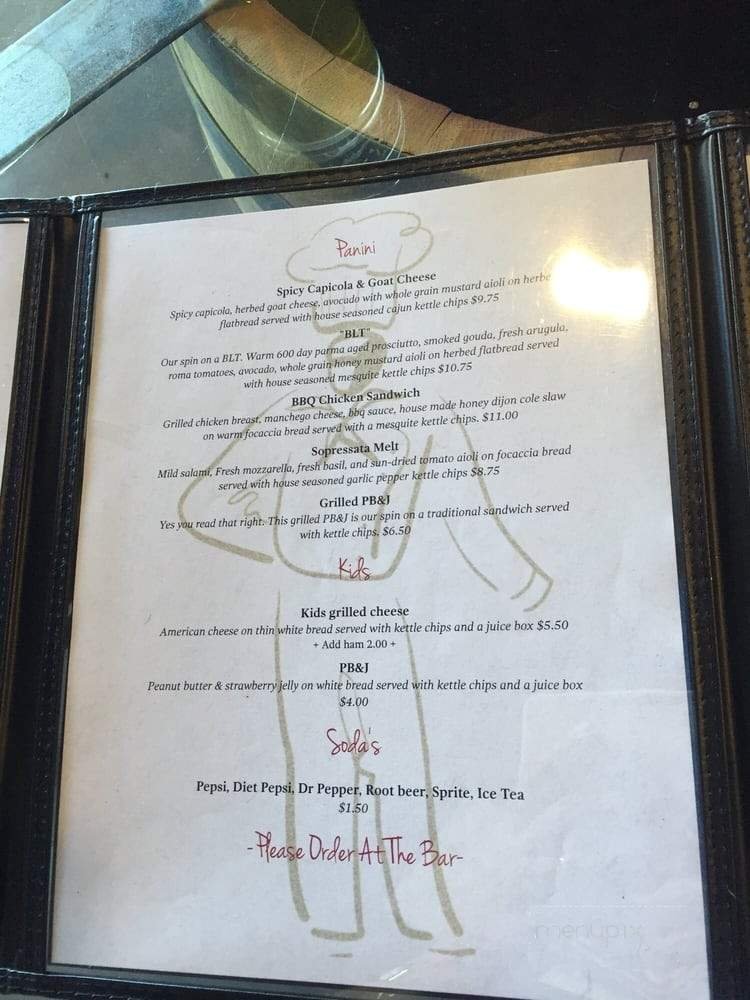 Panini
Spicy Capicola & Goat Cheese
Spicy capicola, herbed goat cheese, avocado with whole grain mustard aioli on
flatbread served with house seasoned cajun kettle chips $9.75
"BLT"
Our spin on a BLT. Warm 600 day parma aged prosciutto, smoked gouda, fresh arugula,
roma tomatoes, avocado, whole grain honey mustard aioli on herbed flatbread served
with house seasoned mesquite kettle chips $10.75
BBQ Chicken Sandwich
Grilled chicken breast, manchego cheese, bbq sauce, house made honey dijon cole slaw
on warm focaccia bread served with a mesquite kettle chips. $11.00
Sopressata Melt
Mild salami, Fresh mozzarella, fresh basil, and sun-dried tomato aioli on focaccia bread
served with house seasoned garlic pepper kettle chips $8.75
Grilled PB&J
Yes you read that right. This grilled PB&J is our spin on a traditional sandwich served
with kettle chips. $6.50
Kids
Kids grilled cheese
American cheese on thin white bread served with kettle chips and a juice box $5.50
+ Add ham 2.00 +
PB&J
Peanut butter & strawberry jelly on white bread served with kettle chips and a juice box
$4.00
Soda's
Pepsi, Diet Pepsi, Dr Pepper, Root beer, Sprite, Ice Tea
$1.50
-Please Order At The Bar-
menupix